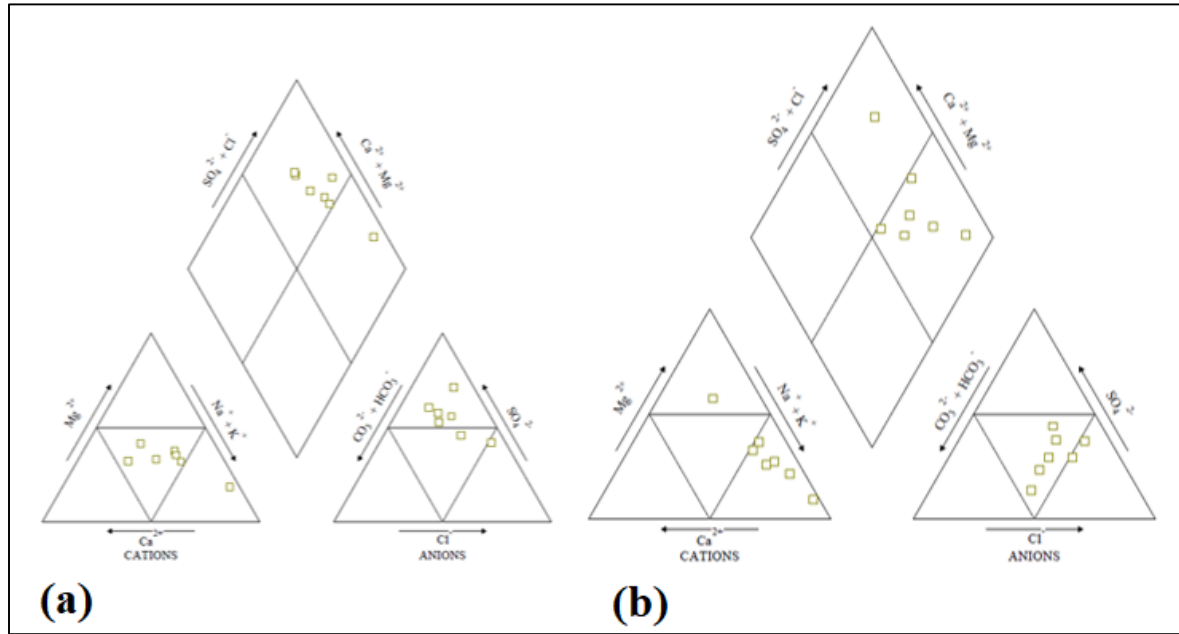 SO₄²⁻ + Cl⁻
Ca²⁺ + Mg²⁺
Mg²⁺
Na⁺ + K⁺
CO₃²⁻ + HCO₃⁻
SO₄²⁻
Ca²⁺
CATIONS
Cl⁻
ANIONS
(a)
SO₄²⁻ + Cl⁻
Ca²⁺ + Mg²⁺
Mg²⁺
Na⁺ + K⁺
CO₃²⁻ + HCO₃⁻
SO₄²⁻
Ca²⁺
CATIONS
Cl⁻
ANIONS
(b)